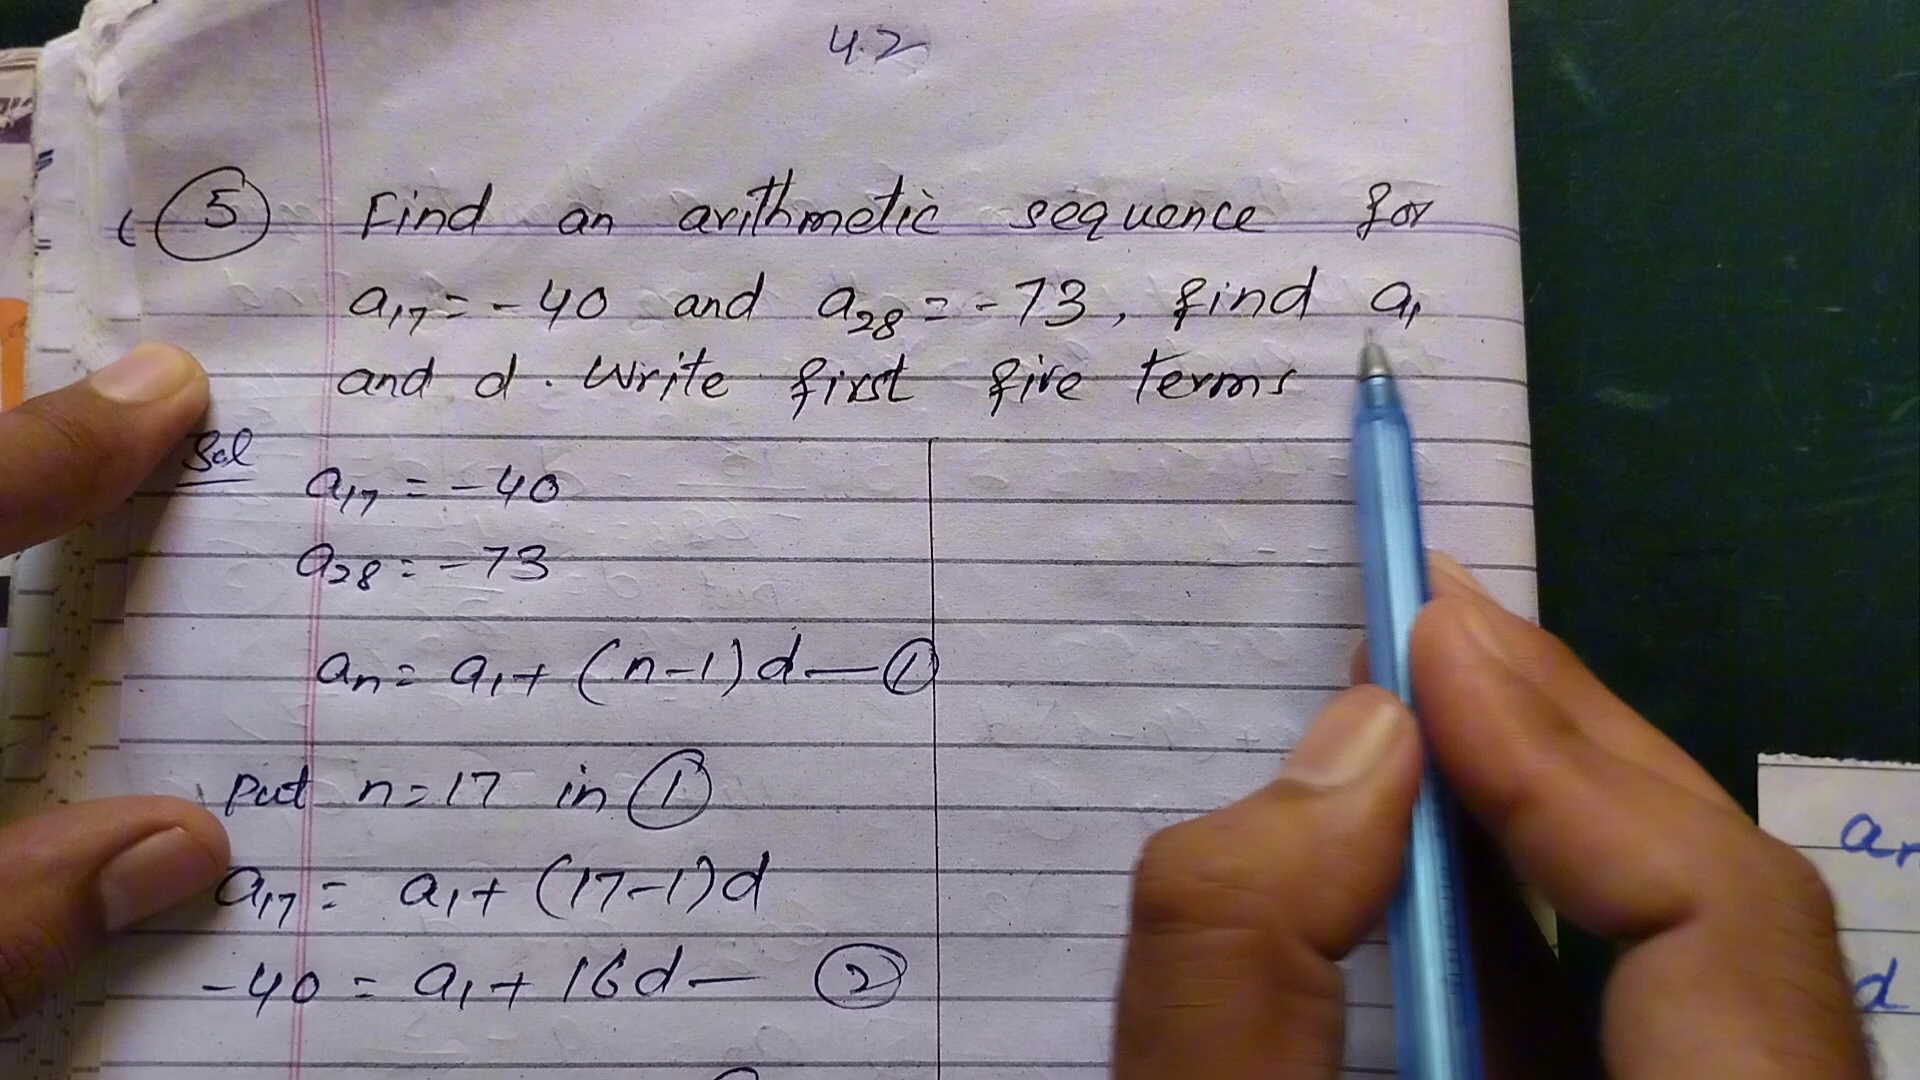 4.2
5 Find an arithmetic sequence for
a₁₇ = -40 and a₂₈ = -73, find a₁
and d. Write first five terms
Sol
a₁₇ = -40
a₂₈ = -73
aₙ = a₁ + (n-1)d — ①
Put n = 17 in ①
a₁₇ = a₁ + (17-1)d
-40 = a₁ + 16d — ②
d